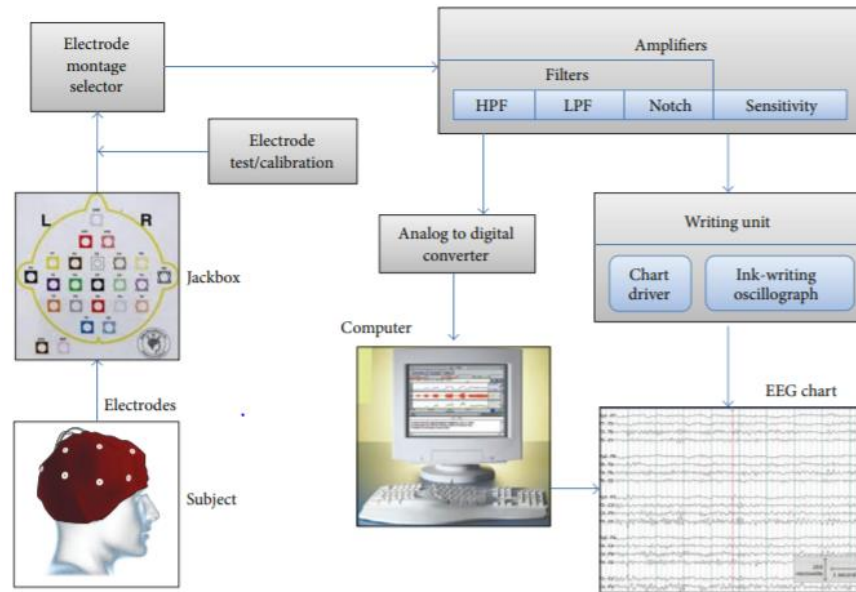 Electrode
montage
selector
Amplifiers
Filters
HPF
LPF
Notch
Sensitivity
Electrode
test/calibration
L
R
Jackbox
Analog to digital
converter
Writing unit
Chart
driver
Ink-writing
oscillograph
Computer
EEG chart
Electrodes
Subject